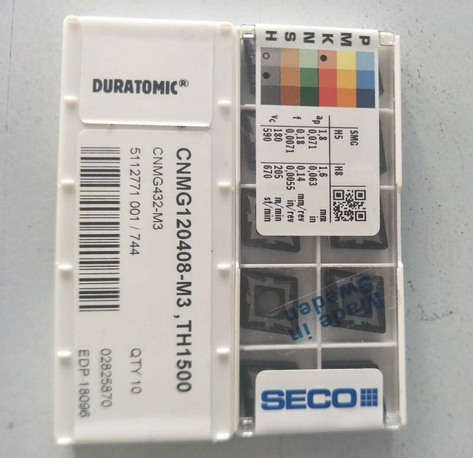 DURATOMIC®
CNMG120408-M3 ,TH1500
CNMG432-M3
5112771 001 / 744
QTY 10
02825870
EDP 18096
H S N K M P
SMG H5 H8
ap 1.8 1.6 mm
0.071 0.063 in
f 0.18 0.14 mm/rev
0.0071 0.0055 in/rev
vc 180 205 m/min
590 670 sf/min
Made in
Sweden
SECO